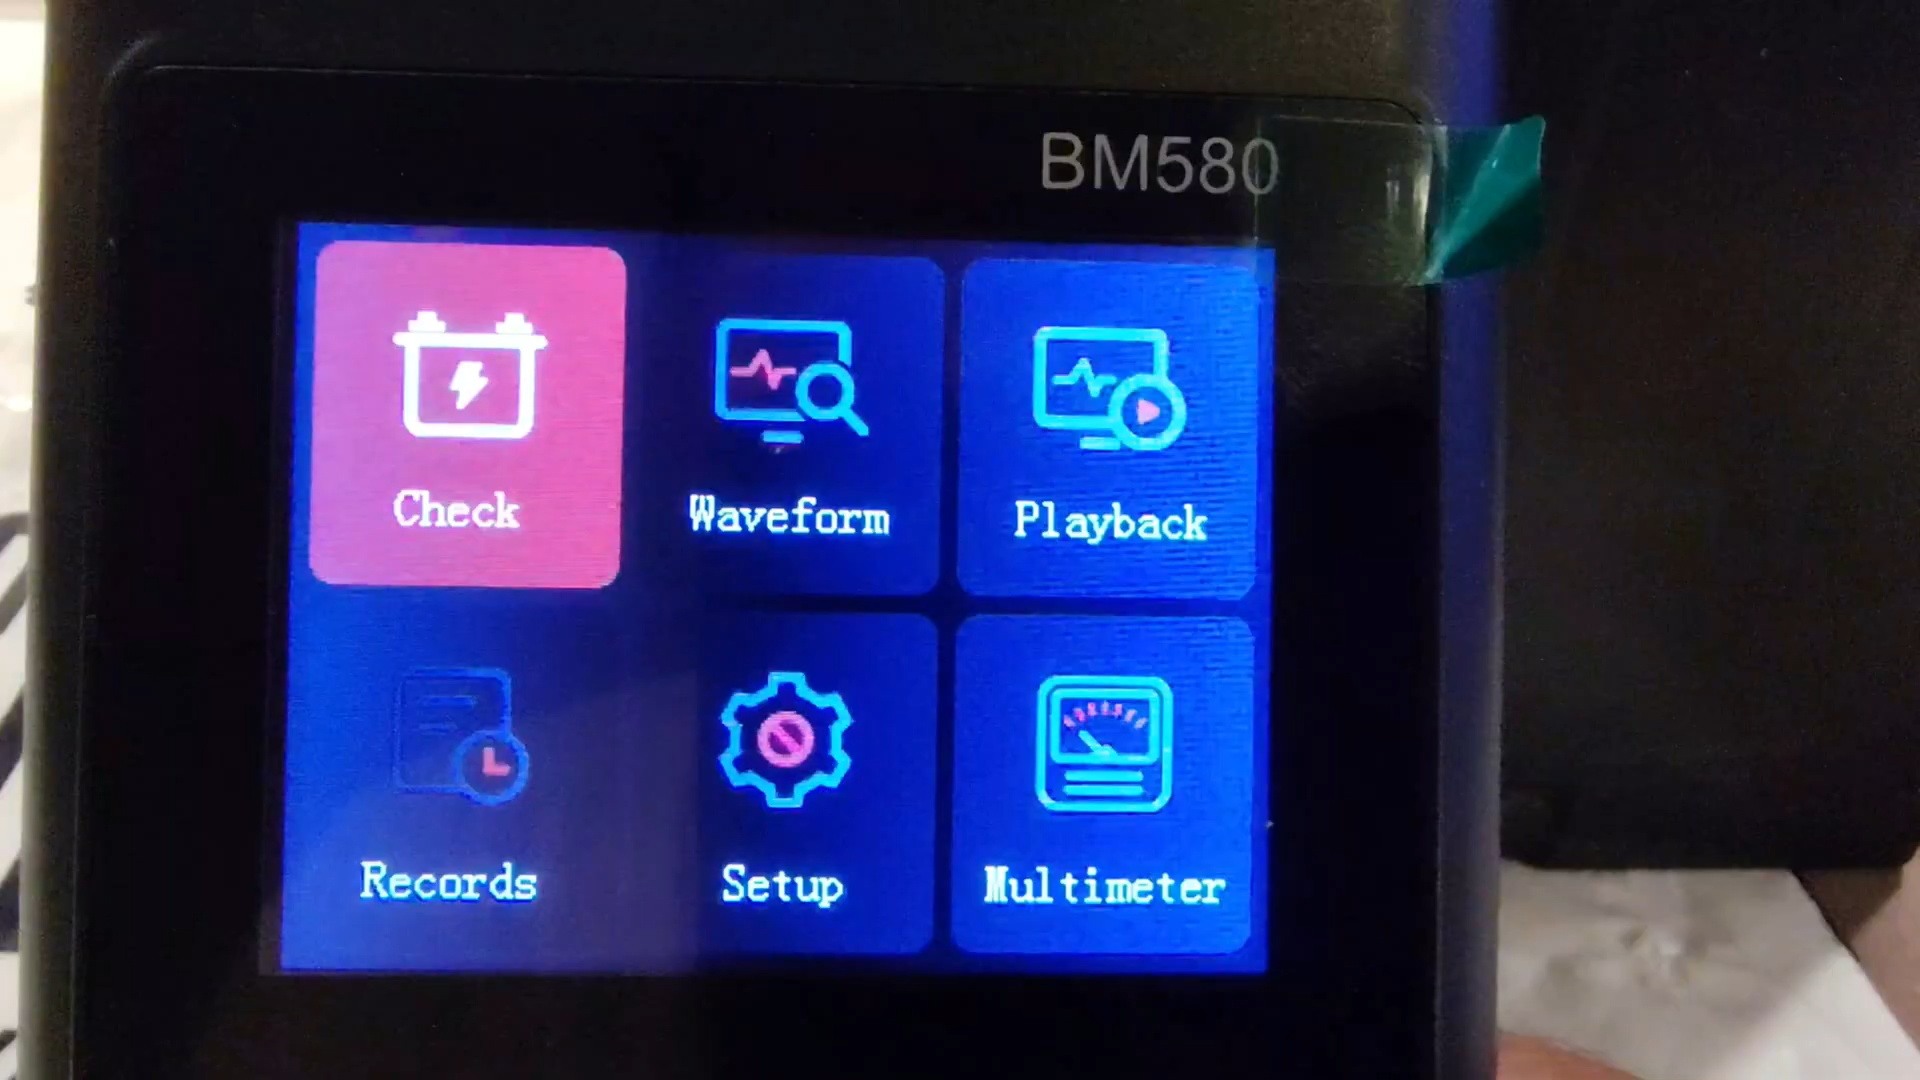 BM580
Check
Waveform
Playback
Records
Setup
Multimeter